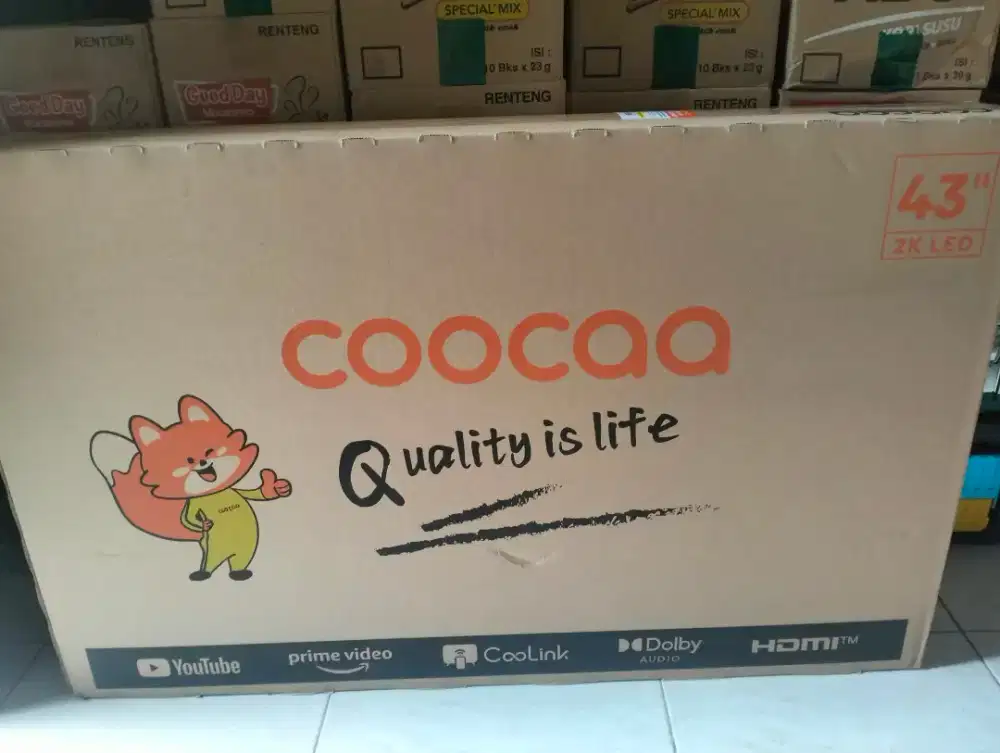 SPECIAL MIX
SPECIAL MIX
RENTENG
RENTENG
ISI :
10 Bks x 23 g
ISI :
10 Bks x 23 g
SUSU
ISI :
RENTENG
RENTENG
Good Day
Good Day
43"
2K LED
coocaa
Quality is life
YouTube
prime video
CooLink
Dolby
AUDIO
HDMI™